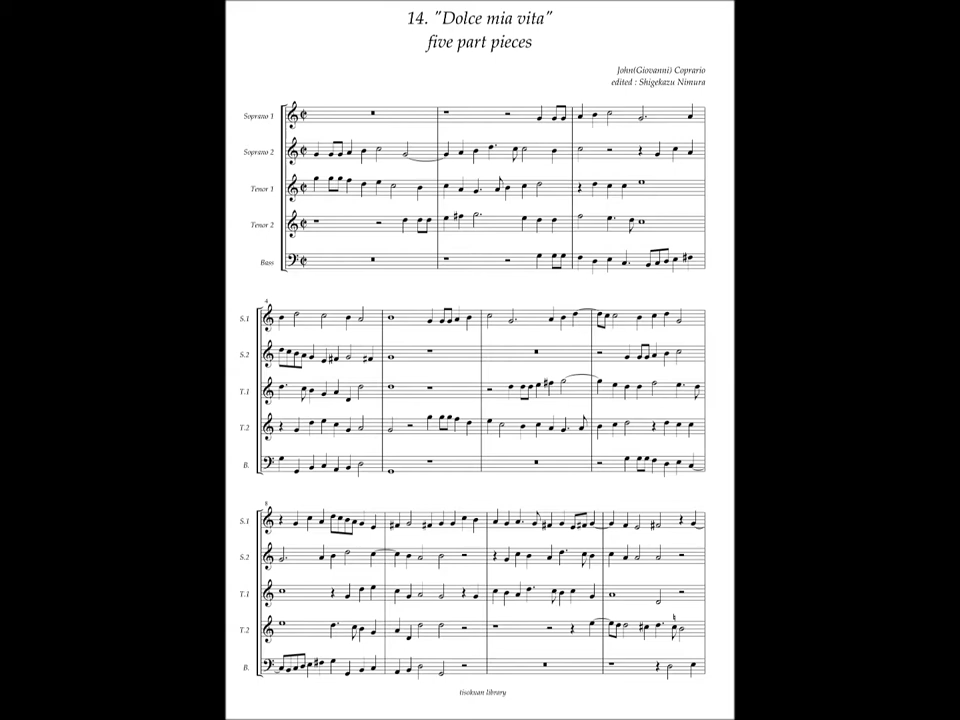 14. "Dolce mia vita"
five part pieces
John(Giovanni) Coprario
edited : Shigekazu Nimura
Soprano 1
Soprano 2
Tenor 1
Tenor 2
Bass
4
S.1
S.2
T.1
T.2
B.
8
S.1
S.2
T.1
T.2
B.
tisokuan library